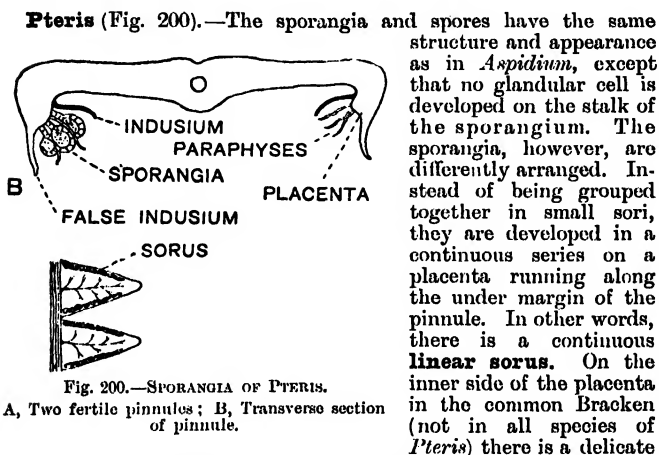 Pteris (Fig. 200).—The sporangia and spores have the same
structure and appearance
as in Aspidium, except
that no glandular cell is
developed on the stalk of
the sporangium. The
sporangia, however, are
differently arranged. In-
stead of being grouped
together in small sori,
they are developed in a
continuous series on a
placenta running along
the under margin of the
pinnule. In other words,
there is a continuous
linear sorus. On the
inner side of the placenta
in the common Bracken
(not in all species of
Pteris) there is a delicate
INDUSIUM
PARAPHYSES
SPORANGIA
PLACENTA
B
FALSE INDUSIUM
SORUS
Fig. 200.—Sporangia of Pteris.
A, Two fertile pinnules; B, Transverse section
of pinnule.